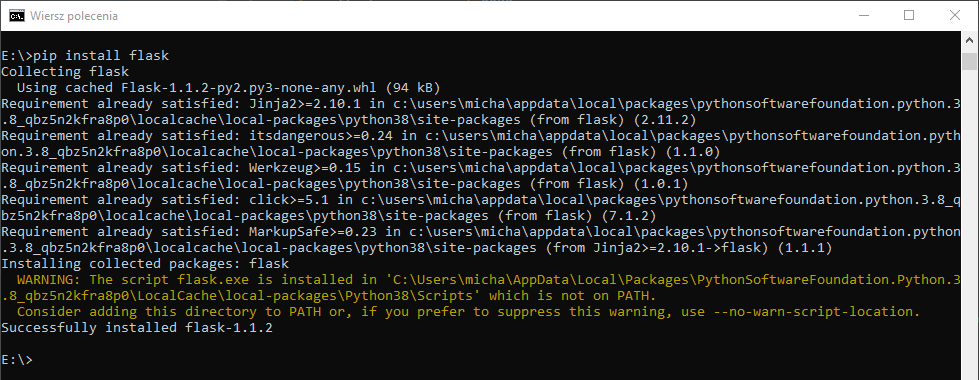 Wiersz polecenia
E:\>pip install flask
Collecting flask
  Using cached Flask-1.1.2-py2.py3-none-any.whl (94 kB)
Requirement already satisfied: Jinja2>=2.10.1 in c:\users\micha\appdata\local\packages\pythonsoftwarefoundation.python.3
.8_qbz5n2kfra8p0\localcache\local-packages\python38\site-packages (from flask) (2.11.2)
Requirement already satisfied: itsdangerous>=0.24 in c:\users\micha\appdata\local\packages\pythonsoftwarefoundation.pyth
on.3.8_qbz5n2kfra8p0\localcache\local-packages\python38\site-packages (from flask) (1.1.0)
Requirement already satisfied: Werkzeug>=0.15 in c:\users\micha\appdata\local\packages\pythonsoftwarefoundation.python.3
.8_qbz5n2kfra8p0\localcache\local-packages\python38\site-packages (from flask) (1.0.1)
Requirement already satisfied: click>=5.1 in c:\users\micha\appdata\local\packages\pythonsoftwarefoundation.python.3.8_q
bz5n2kfra8p0\localcache\local-packages\python38\site-packages (from flask) (7.1.2)
Requirement already satisfied: MarkupSafe>=0.23 in c:\users\micha\appdata\local\packages\pythonsoftwarefoundation.python
.3.8_qbz5n2kfra8p0\localcache\local-packages\python38\site-packages (from Jinja2>=2.10.1->flask) (1.1.1)
Installing collected packages: flask
  WARNING: The script flask.exe is installed in 'C:\Users\micha\AppData\Local\Packages\PythonSoftwareFoundation.Python.3
.8_qbz5n2kfra8p0\LocalCache\local-packages\Python38\Scripts' which is not on PATH.
  Consider adding this directory to PATH or, if you prefer to suppress this warning, use --no-warn-script-location.
Successfully installed flask-1.1.2
E:\>